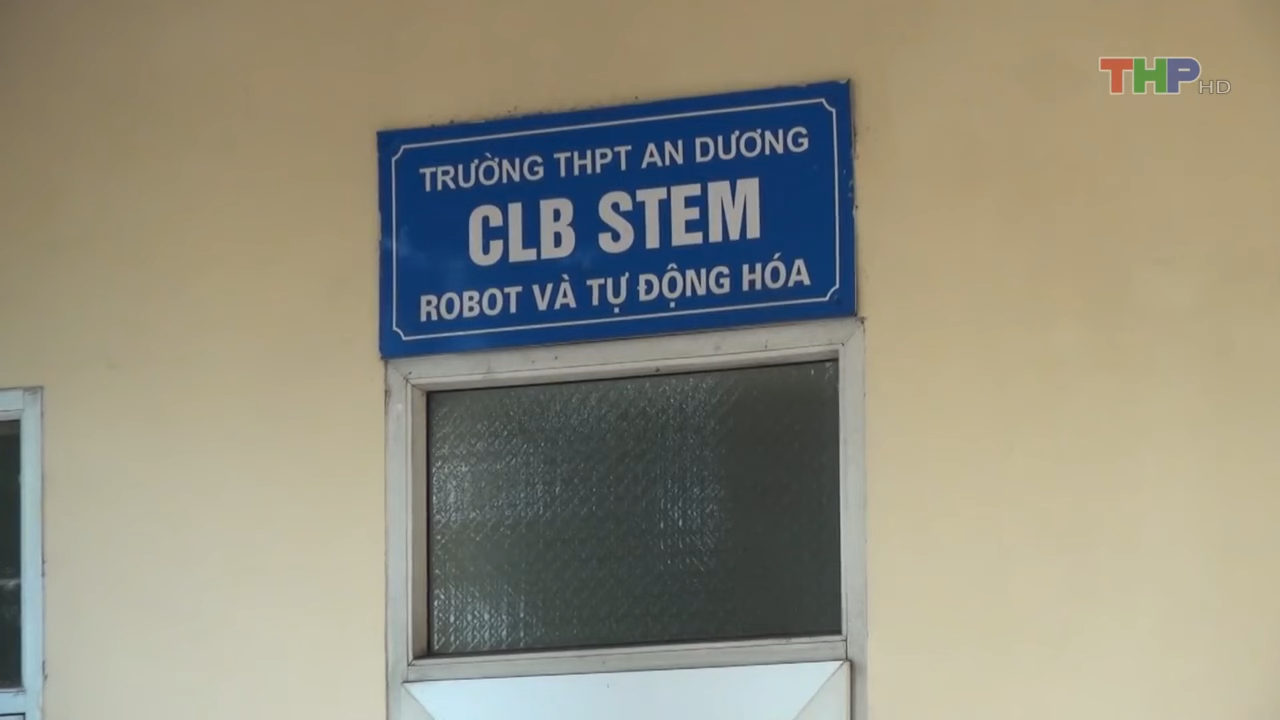 THP HD
TRƯỜNG THPT AN DƯƠNG
CLB STEM
ROBOT VÀ TỰ ĐỘNG HÓA